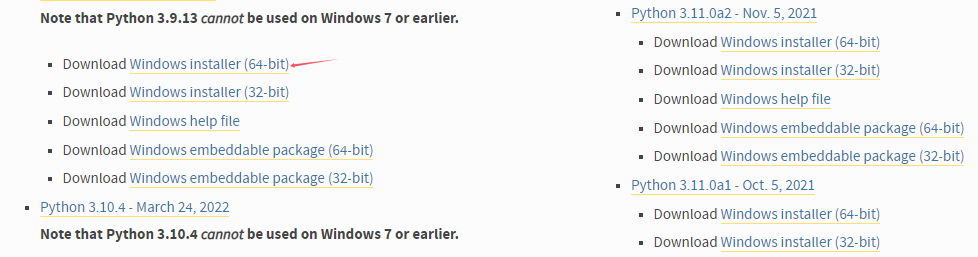 Note that Python 3.9.13 cannot be used on Windows 7 or earlier.
Download Windows installer (64-bit)
Download Windows installer (32-bit)
Download Windows help file
Download Windows embeddable package (64-bit)
Download Windows embeddable package (32-bit)
Python 3.10.4 - March 24, 2022
Note that Python 3.10.4 cannot be used on Windows 7 or earlier.
Python 3.11.0a2 - Nov. 5, 2021
Download Windows installer (64-bit)
Download Windows installer (32-bit)
Download Windows help file
Download Windows embeddable package (64-bit)
Download Windows embeddable package (32-bit)
Python 3.11.0a1 - Oct. 5, 2021
Download Windows installer (64-bit)
Download Windows installer (32-bit)